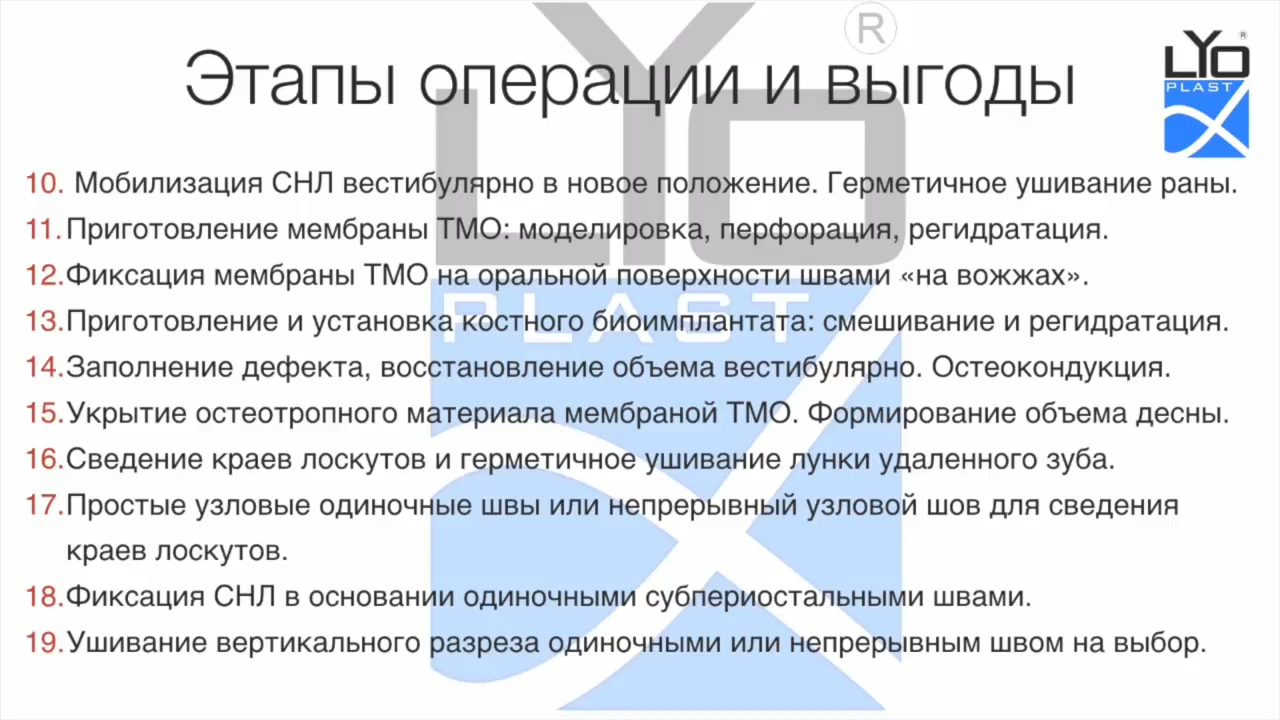 Этапы операции и выгоды
LYO ®
PLAST
10. Мобилизация СНЛ вестибулярно в новое положение. Герметичное ушивание раны.
11. Приготовление мембраны ТМО: моделировка, перфорация, регидратация.
12. Фиксация мембраны ТМО на оральной поверхности швами «на вожжах».
13. Приготовление и установка костного биоимплантата: смешивание и регидратация.
14. Заполнение дефекта, восстановление объема вестибулярно. Остеокондукция.
15. Укрытие остеотропного материала мембраной ТМО. Формирование объема десны.
16. Сведение краев лоскутов и герметичное ушивание лунки удаленного зуба.
17. Простые узловые одиночные швы или непрерывный узловой шов для сведения
краев лоскутов.
18. Фиксация СНЛ в основании одиночными субпериостальными швами.
19. Ушивание вертикального разреза одиночными или непрерывным швом на выбор.
LYO ®
PLAST